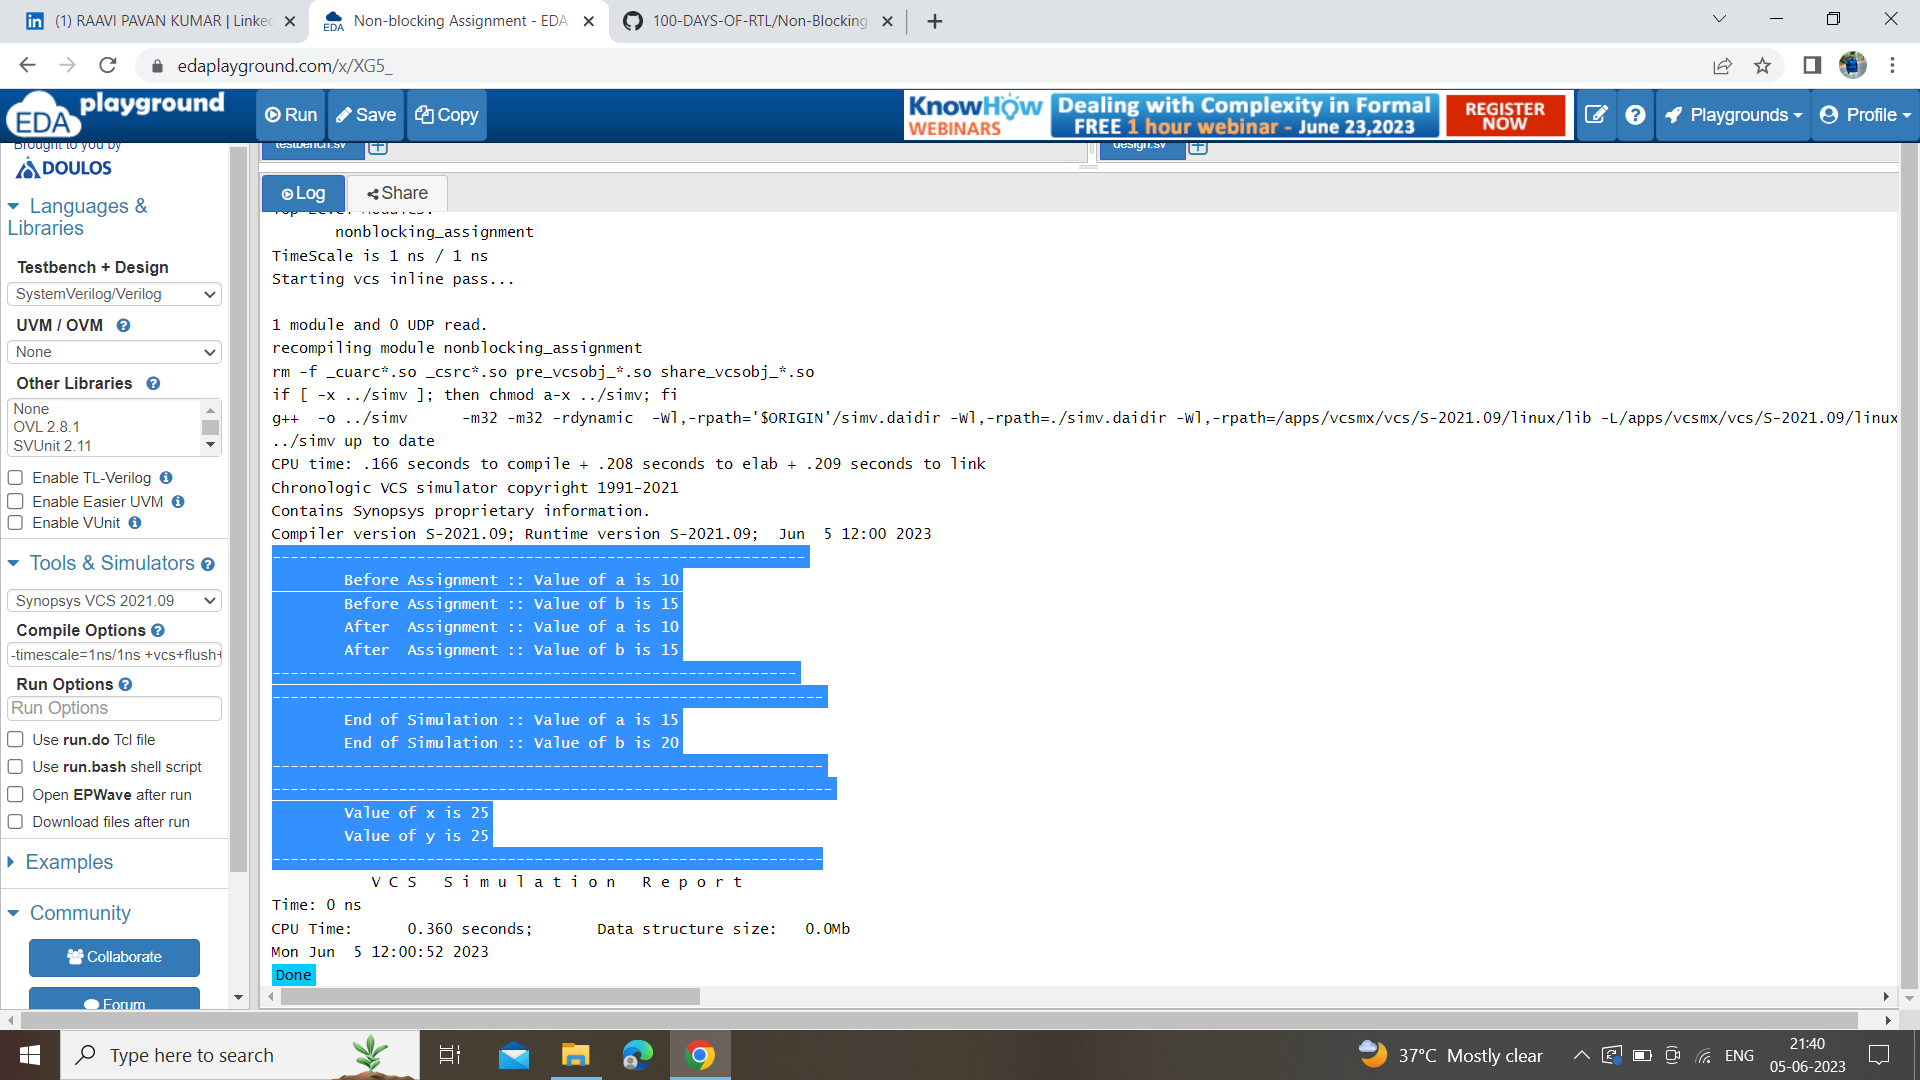 (1) RAAVI PAVAN KUMAR | Linke
Non-blocking Assignment - EDA
100-DAYS-OF-RTL/Non-Blocking
edaplayground.com/x/XG5_
EDA playground
Run
Save
Copy
KnowHow WEBINARS
Dealing with Complexity in Formal
FREE 1 hour webinar - June 23,2023
REGISTER NOW
Playgrounds
Profile
Brought to you by
DOULOS
Languages & Libraries
Testbench + Design
SystemVerilog/Verilog
UVM / OVM
None
Other Libraries
None
OVL 2.8.1
SVUnit 2.11
Enable TL-Verilog
Enable Easier UVM
Enable VUnit
Tools & Simulators
Synopsys VCS 2021.09
Compile Options
-timescale=1ns/1ns +vcs+flush+
Run Options
Run Options
Use run.do Tcl file
Use run.bash shell script
Open EPWave after run
Download files after run
Examples
Community
Collaborate
Forum
testbench.sv
design.sv
Log
Share
Top Level Modules:
nonblocking_assignment
TimeScale is 1 ns / 1 ns
Starting vcs inline pass...
1 module and 0 UDP read.
recompiling module nonblocking_assignment
rm -f _cuarc*.so _csrc*.so pre_vcsobj_*.so share_vcsobj_*.so
if [ -x ../simv ]; then chmod a-x ../simv; fi
g++  -o ../simv      -m32 -m32 -rdynamic  -Wl,-rpath='$ORIGIN'/simv.daidir -Wl,-rpath=./simv.daidir -Wl,-rpath=/apps/vcsmx/vcs/S-2021.09/linux/lib -L/apps/vcsmx/vcs/S-2021.09/linux
../simv up to date
CPU time: .166 seconds to compile + .208 seconds to elab + .209 seconds to link
Chronologic VCS simulator copyright 1991-2021
Contains Synopsys proprietary information.
Compiler version S-2021.09; Runtime version S-2021.09;  Jun  5 12:00 2023
-----------------------------------------------------------
Before Assignment :: Value of a is 10
Before Assignment :: Value of b is 15
After  Assignment :: Value of a is 10
After  Assignment :: Value of b is 15
----------------------------------------------------------
-------------------------------------------------------------
End of Simulation :: Value of a is 15
End of Simulation :: Value of b is 20
-------------------------------------------------------------
--------------------------------------------------------------
Value of x is 25
Value of y is 25
-------------------------------------------------------------
V C S   S i m u l a t i o n   R e p o r t
Time: 0 ns
CPU Time:      0.360 seconds;       Data structure size:   0.0Mb
Mon Jun  5 12:00:52 2023
Done
Type here to search
37°C Mostly clear
ENG
21:40
05-06-2023